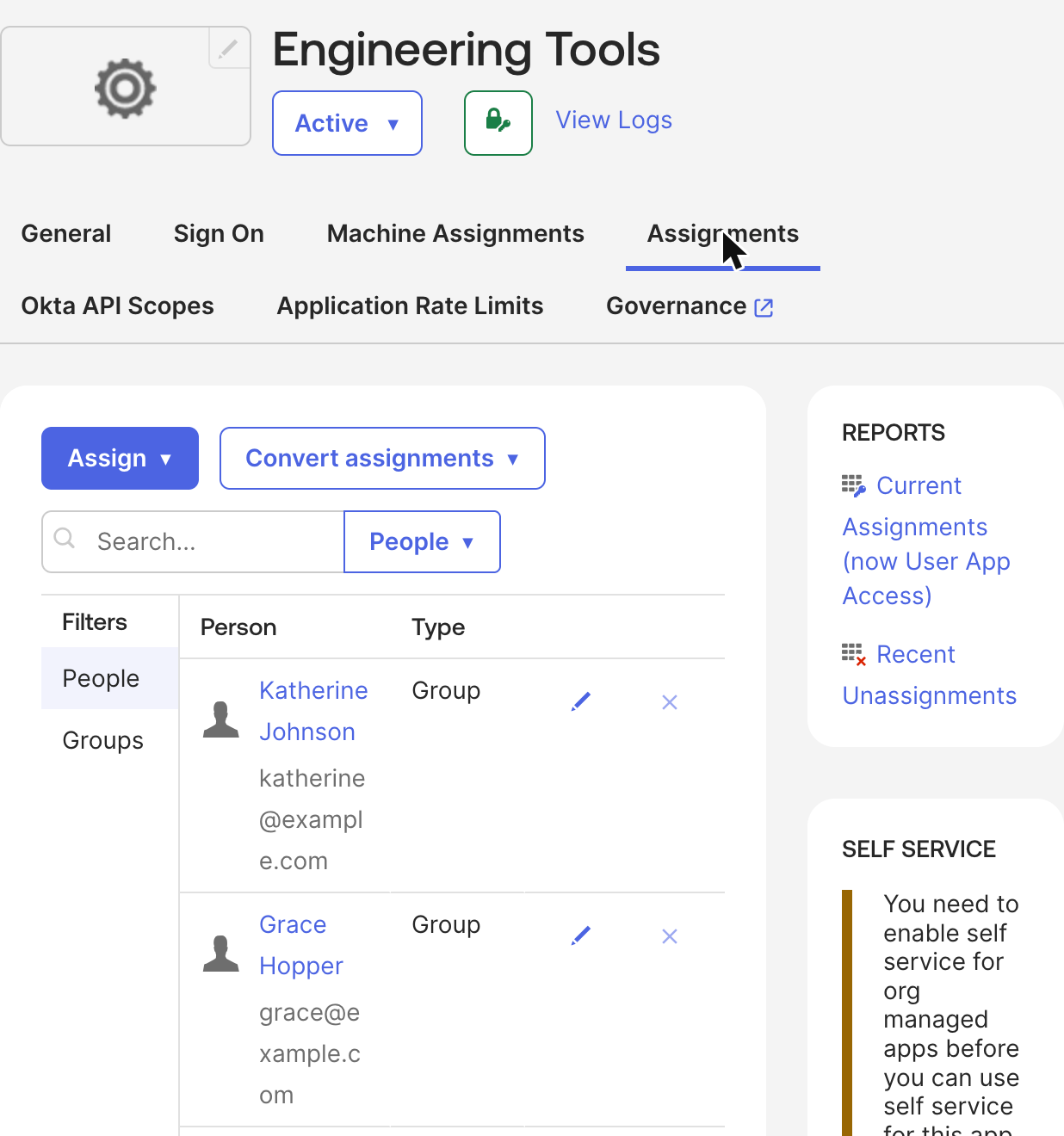 Engineering Tools
Active
View Logs
General Sign On Machine Assignments Assignments
Okta API Scopes Application Rate Limits Governance
Assign Convert assignments
Search... People
Filters
People
Groups
Person Type
Katherine Group
Johnson
katherine
@exampl
e.com
Grace Group
Hopper
grace@e
xample.c
om
REPORTS
Current
Assignments
(now User App
Access)
Recent
Unassignments
SELF SERVICE
You need to
enable self
service for
org
managed
apps before
you can use
self service
for this app